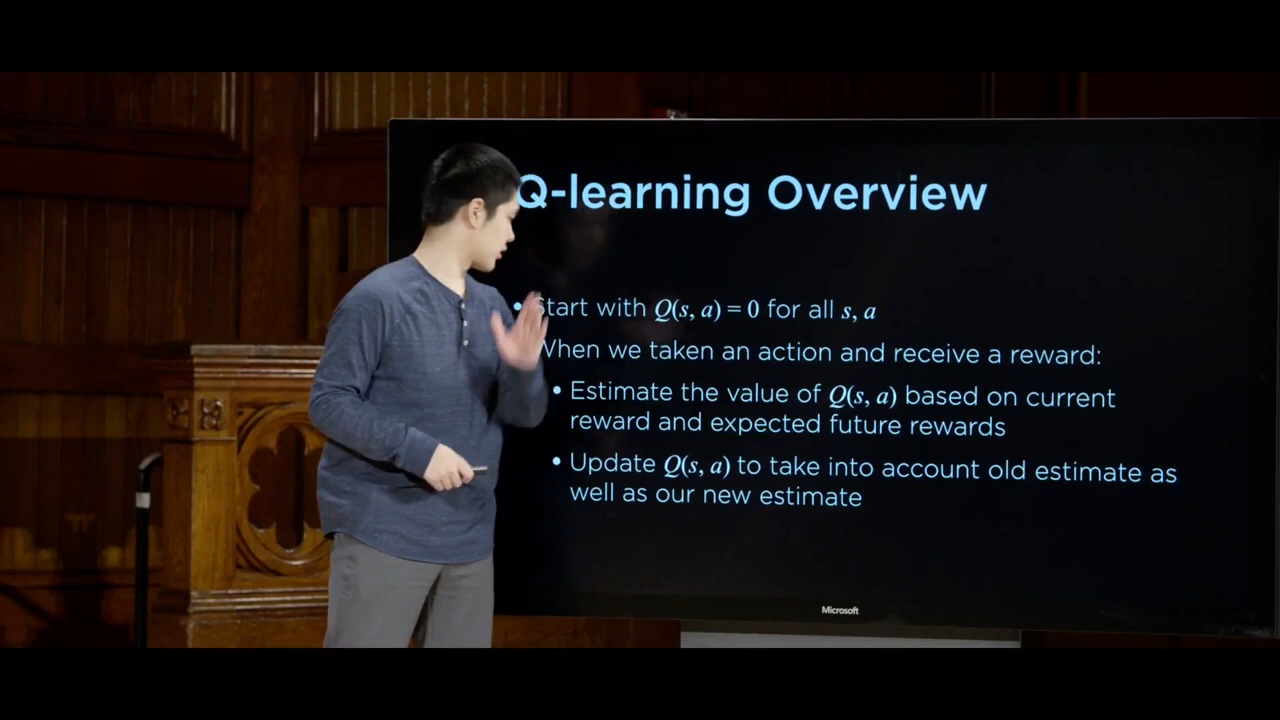 Q-learning Overview
• Start with Q(s, a) = 0 for all s, a
When we taken an action and receive a reward:
• Estimate the value of Q(s, a) based on current
reward and expected future rewards
• Update Q(s, a) to take into account old estimate as
well as our new estimate
Microsoft